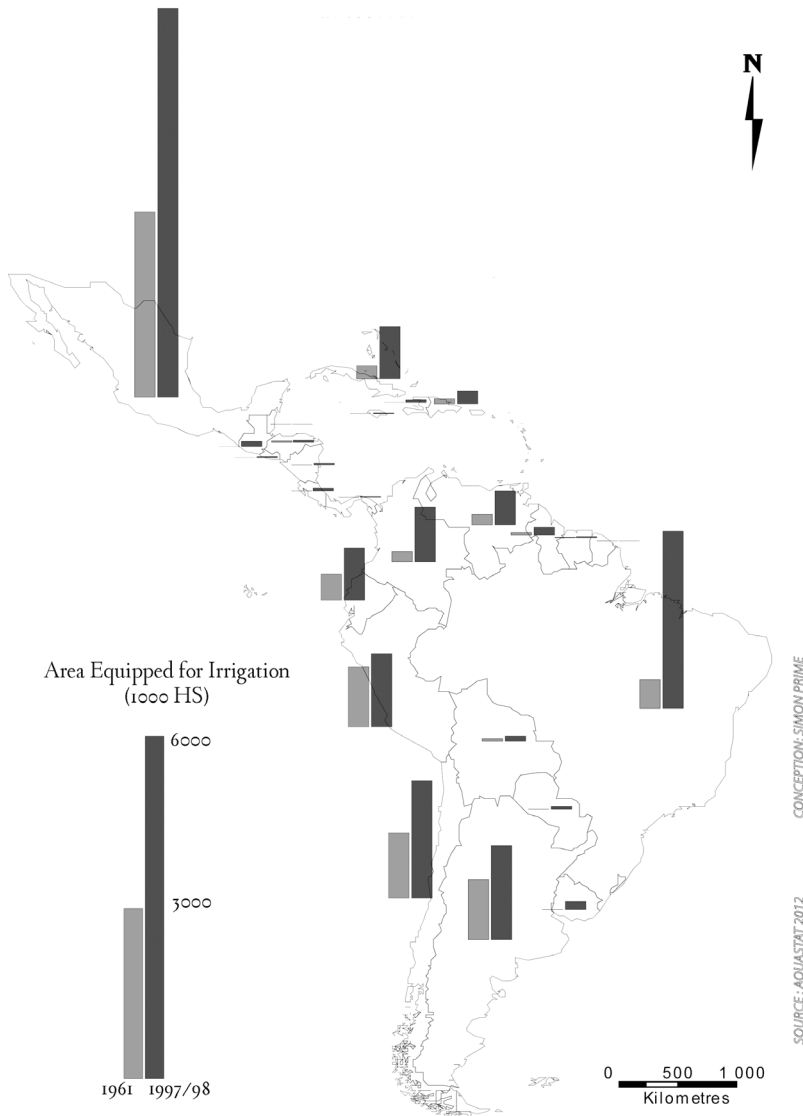 N
Area Equipped for Irrigation
(1000 HS)
6000
3000
1961 1997/98
0 500 1 000
Kilometres
CONCEPTION: SIMON PRIME
SOURCE : AQUASTAT 2012